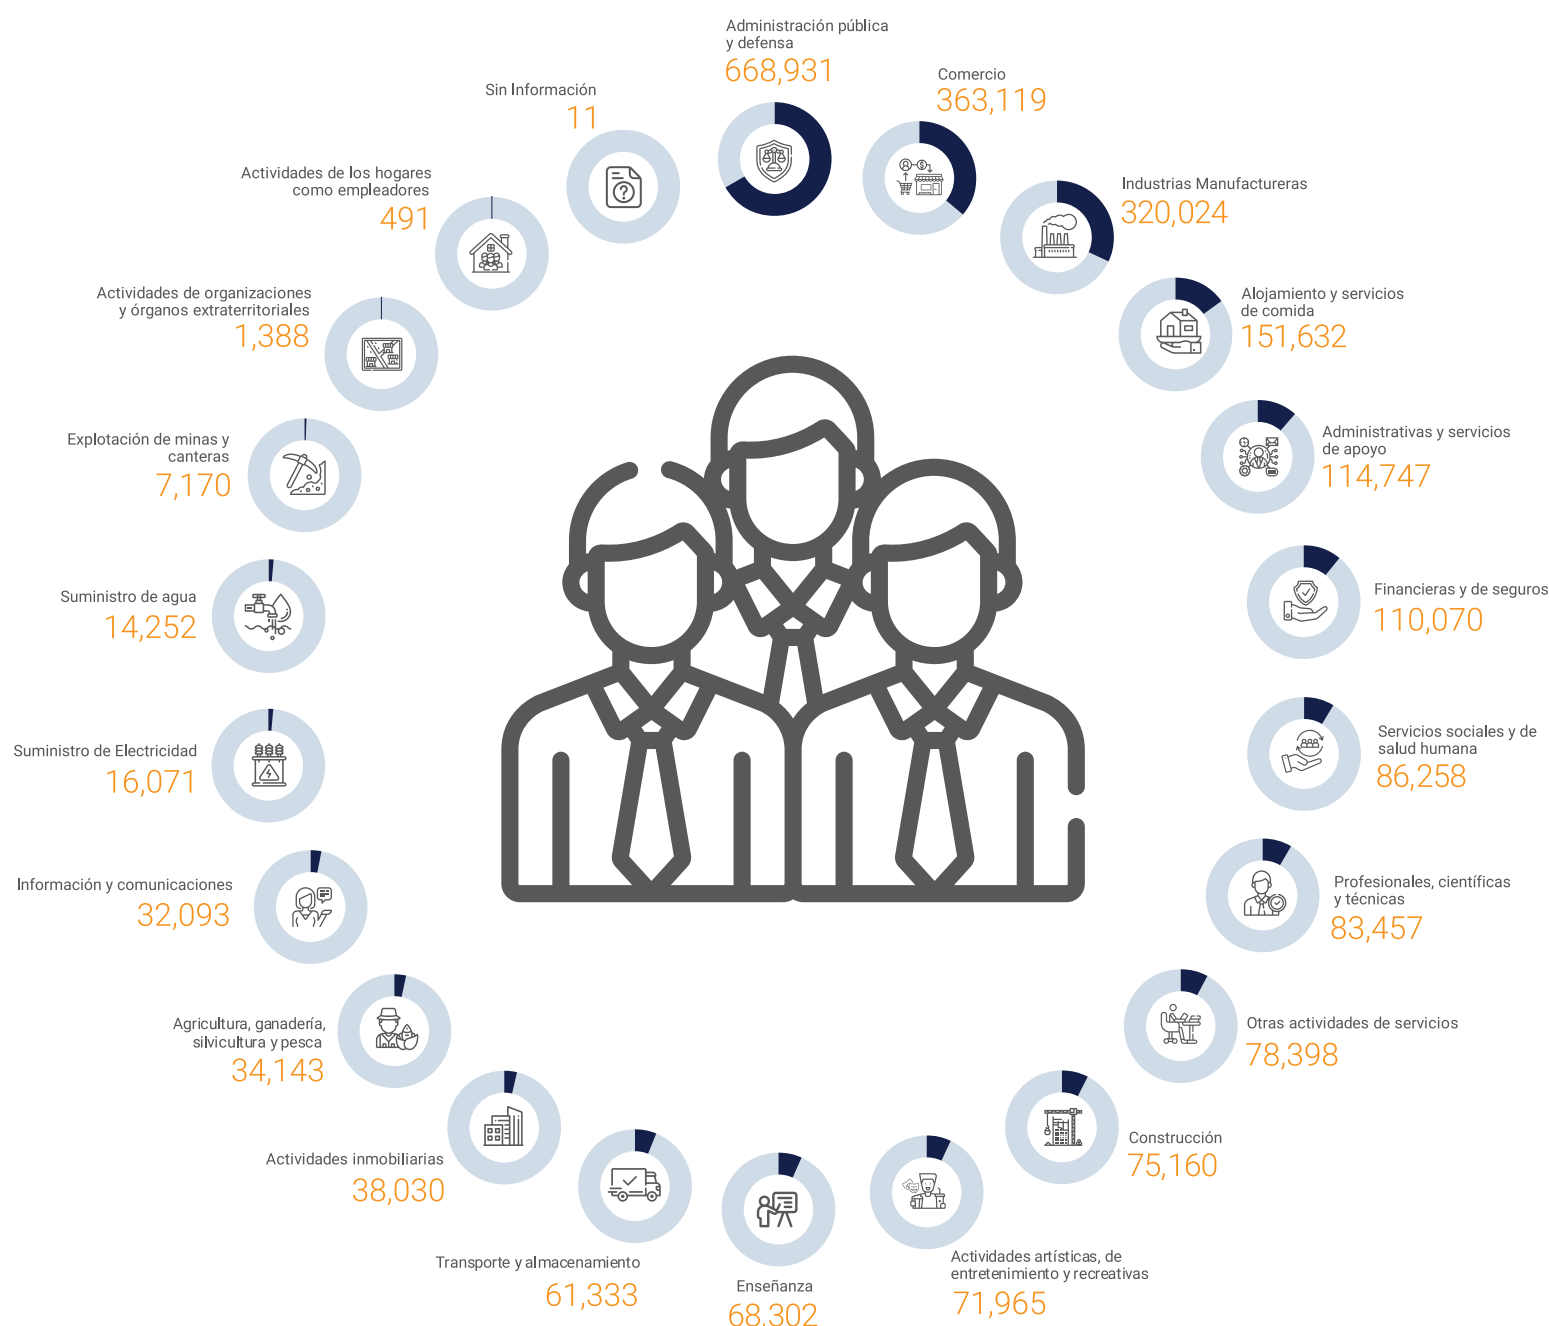 Administración pública
y defensa
668,931
Comercio
363,119
Industrias Manufactureras
320,024
Alojamiento y servicios
de comida
151,632
Administrativas y servicios
de apoyo
114,747
Financieras y de seguros
110,070
Servicios sociales y de
salud humana
86,258
Profesionales, científicas
y técnicas
83,457
Otras actividades de servicios
78,398
Construcción
75,160
Actividades artísticas, de
entretenimiento y recreativas
71,965
Enseñanza
68,302
Transporte y almacenamiento
61,333
Actividades inmobiliarias
38,030
Agricultura, ganadería,
silvicultura y pesca
34,143
Información y comunicaciones
32,093
Suministro de Electricidad
16,071
Suministro de agua
14,252
Explotación de minas y
canteras
7,170
Actividades de organizaciones
y órganos extraterritoriales
1,388
Actividades de los hogares
como empleadores
491
Sin Información
11